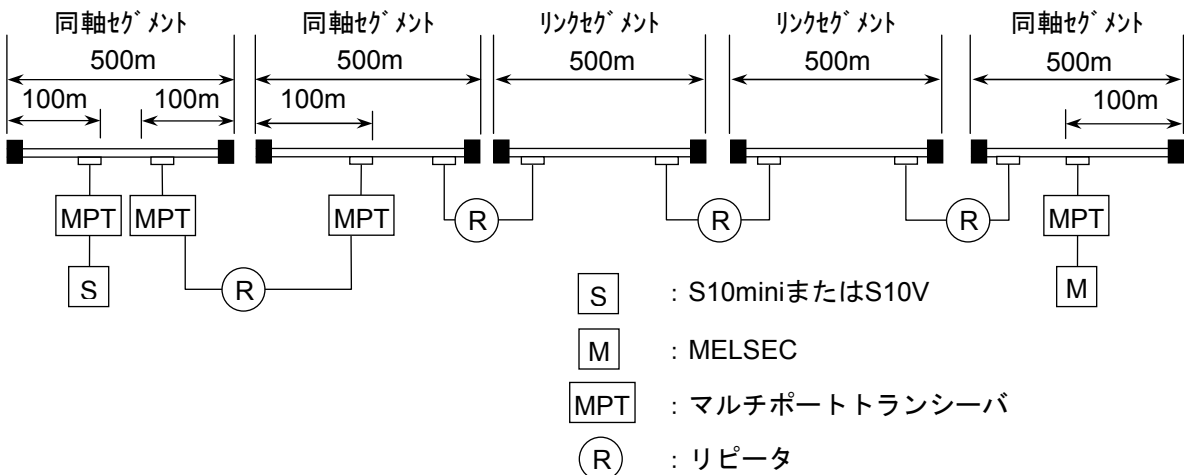 同軸セグメント 同軸セグメント リンクセグメント リンクセグメント 同軸セグメント
500m 500m 500m 500m 500m
100m 100m 100m 100m
MPT MPT MPT R R R MPT
S R M
S : S10miniまたはS10V
M : MELSEC
MPT : マルチポートトランシーバ
R : リピータ